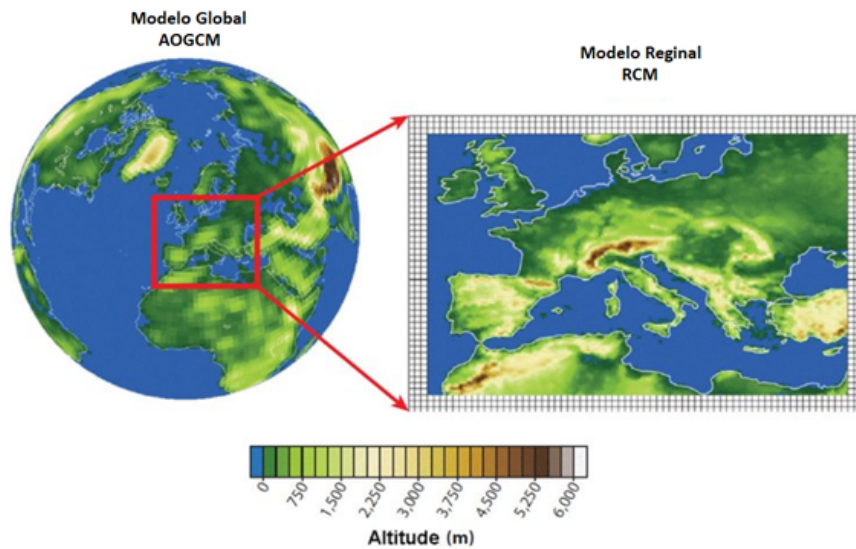 Modelo Global
AOGCM
Modelo Reginal
RCM
0
750
1,500
2,250
3,000
3,750
4,500
5,250
6,000
Altitude (m)